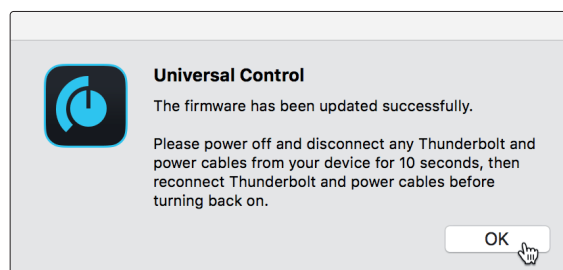 Universal Control
The firmware has been updated successfully.
Please power off and disconnect any Thunderbolt and
power cables from your device for 10 seconds, then
reconnect Thunderbolt and power cables before
turning back on.
OK